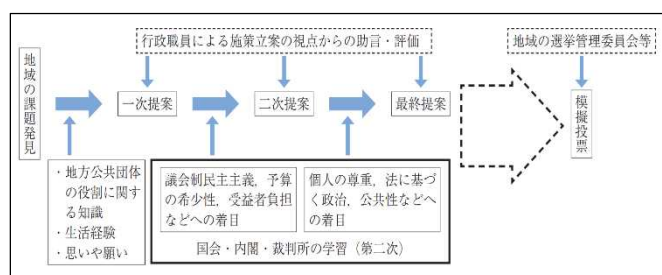 行政職員による施策立案の視点からの助言・評価
地域の選挙管理委員会等
地域の課題発見
一次提案
二次提案
最終提案
模擬投票
・地方公共団体
の役割に関す
る知識
・生活経験
・思いや願い
議会制民主主義，予算
の希少性，受益者負担
などへの着目
個人の尊重，法に基づ
く政治，公共性などへ
の着目
国会・内閣・裁判所の学習（第二次）